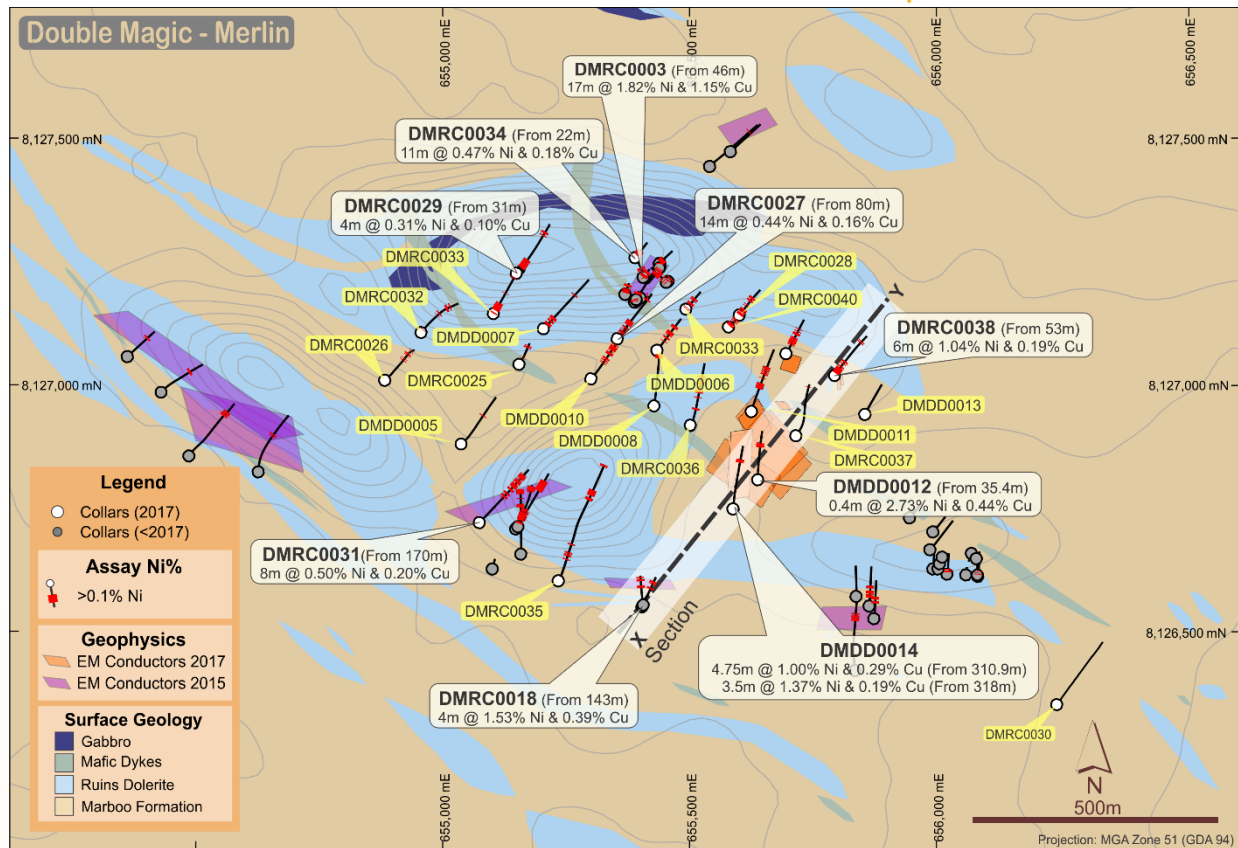 Double Magic - Merlin
655,000 mE
655,500 mE
656,000 mE
656,500 mE
8,127,500 mN
8,127,500 mN
DMRC0003 (From 46m)
17m @ 1.82% Ni & 1.15% Cu
DMRC0034 (From 22m)
11m @ 0.47% Ni & 0.18% Cu
DMRC0029 (From 31m)
4m @ 0.31% Ni & 0.10% Cu
DMRC0027 (From 80m)
14m @ 0.44% Ni & 0.16% Cu
DMRC0033
DMRC0028
DMRC0032
DMRC0040
Y
DMDD0007
DMRC0033
DMRC0038 (From 53m)
6m @ 1.04% Ni & 0.19% Cu
DMRC0026
DMRC0025
DMDD0006
8,127,000 mN
8,127,000 mN
DMDD0010
DMDD0013
DMDD0005
DMDD0008
DMDD0011
DMRC0036
DMRC0037
DMDD0012 (From 35.4m)
0.4m @ 2.73% Ni & 0.44% Cu
DMRC0031 (From 170m)
8m @ 0.50% Ni & 0.20% Cu
DMRC0035
X
Section
8,126,500 mN
DMDD0014
4.75m @ 1.00% Ni & 0.29% Cu (From 310.9m)
3.5m @ 1.37% Ni & 0.19% Cu (From 318m)
DMRC0018 (From 143m)
4m @ 1.53% Ni & 0.39% Cu
DMRC0030
Legend
Collars (2017)
Collars (<2017)
Assay Ni%
>0.1% Ni
Geophysics
EM Conductors 2017
EM Conductors 2015
Surface Geology
Gabbro
Mafic Dykes
Ruins Dolerite
Marboo Formation
655,000 mE
655,500 mE
656,000 mE
N
500m
Projection: MGA Zone 51 (GDA 94)